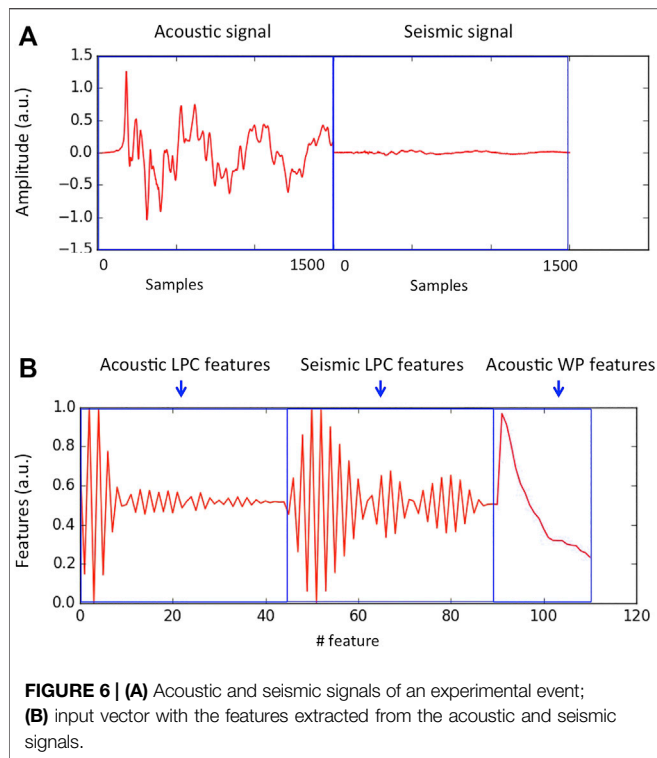 A
Acoustic signal Seismic signal
Amplitude (a.u.)
1.5
1.0
0.5
0.0
−0.5
−1.0
−1.5
0 1500 0 1500
Samples Samples
B
Acoustic LPC features Seismic LPC features Acoustic WP features
Features (a.u.)
1.0
0.8
0.6
0.4
0.2
0.0
0 20 40 60 80 100 120
# feature
FIGURE 6 | (A) Acoustic and seismic signals of an experimental event;
(B) input vector with the features extracted from the acoustic and seismic
signals.